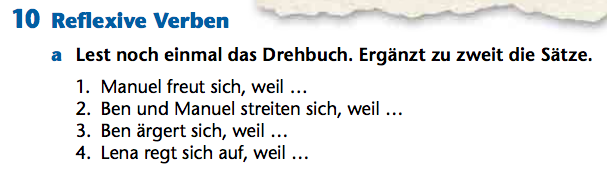 10 Reflexive Verben
a Lest noch einmal das Drehbuch. Ergänzt zu zweit die Sätze.
1. Manuel freut sich, weil …
2. Ben und Manuel streiten sich, weil …
3. Ben ärgert sich, weil …
4. Lena regt sich auf, weil …